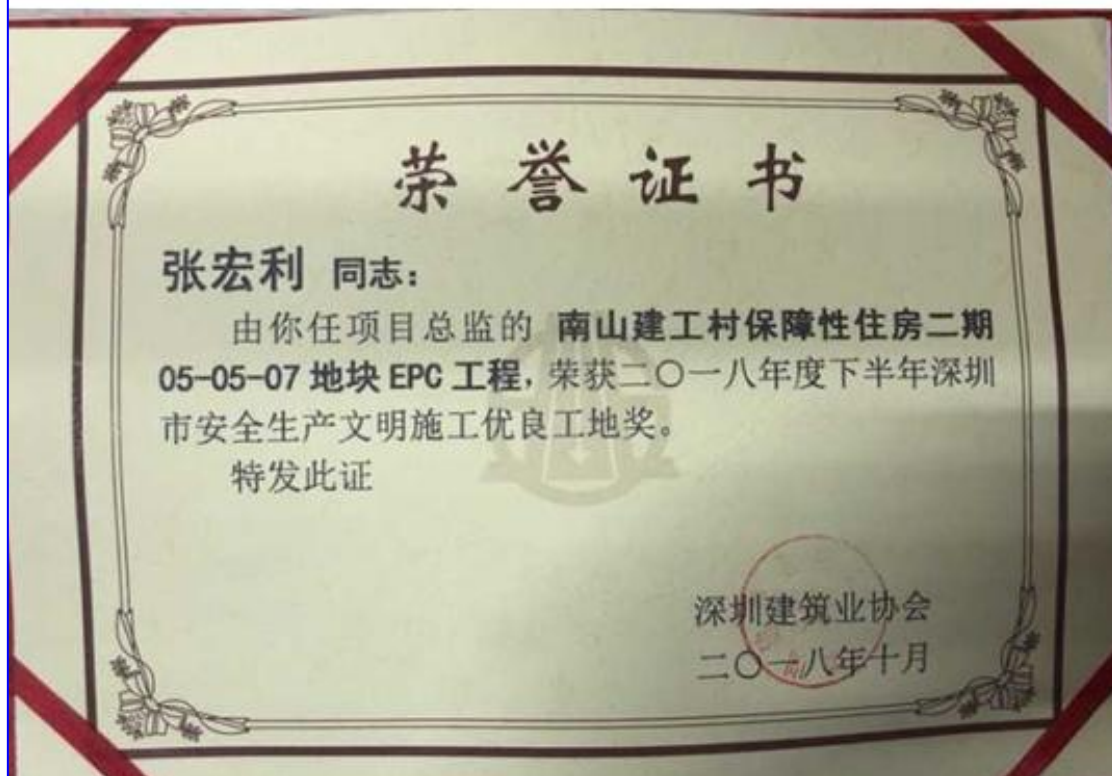 荣誉证书
张宏利 同志：
由你任项目总监的 南山建工村保障性住房二期
05-05-07 地块 EPC 工程，荣获二〇一八年度下半年深圳
市安全生产文明施工优良工地奖。
特发此证
深圳建筑业协会
二〇一八年十月